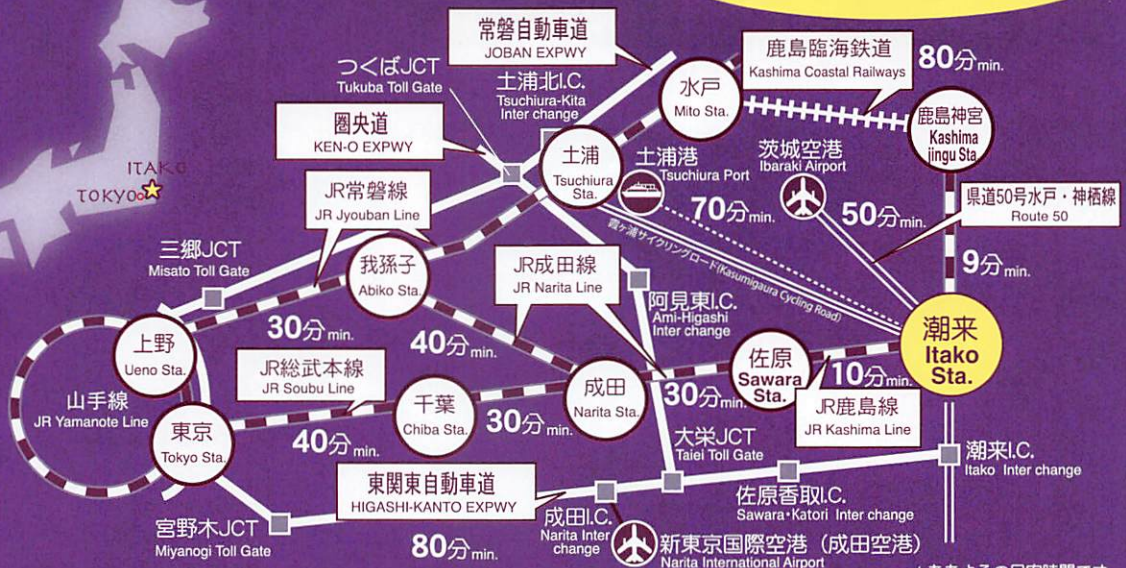 常磐自動車道
JOBAN EXPWY
鹿島臨海鉄道
Kashima Coastal Railways
80分min.
つくばJCT
Tukuba Toll Gate
土浦北I.C.
Tsuchiura-Kita
Inter change
水戸
Mito Sta.
鹿島神宮
Kashima
jingu Sta.
圏央道
KEN-O EXPWY
土浦
Tsuchiura
Sta.
土浦港
Tsuchiura Port
70分min.
茨城空港
Ibaraki Airport
50分min.
県道50号水戸・神栖線
Route 50
9分min.
ITAKO
TOKYO
JR常磐線
JR Jyouban Line
霞ヶ浦サイクリングロード(Kasumigaura Cycling Road)
三郷JCT
Misato Toll Gate
我孫子
Abiko Sta.
JR成田線
JR Narita Line
阿見東I.C.
Ami-Higashi
Inter change
30分min.
40分min.
上野
Ueno Sta.
JR総武本線
JR Soubu Line
潮来
Itako
Sta.
佐原
Sawara
Sta.
10分min.
JR鹿島線
JR Kashima Line
山手線
JR Yamanote Line
千葉
Chiba Sta.
成田
Narita Sta.
30分min.
東京
Tokyo Sta.
40分min.
30分min.
大栄JCT
Taiei Toll Gate
潮来I.C.
Itako Inter change
東関東自動車道
HIGASHI-KANTO EXPWY
佐原香取I.C.
Sawara・Katori Inter change
宮野木JCT
Miyanogi Toll Gate
80分min.
成田I.C.
Narita Inter
change
新東京国際空港（成田空港）
Narita International Airport